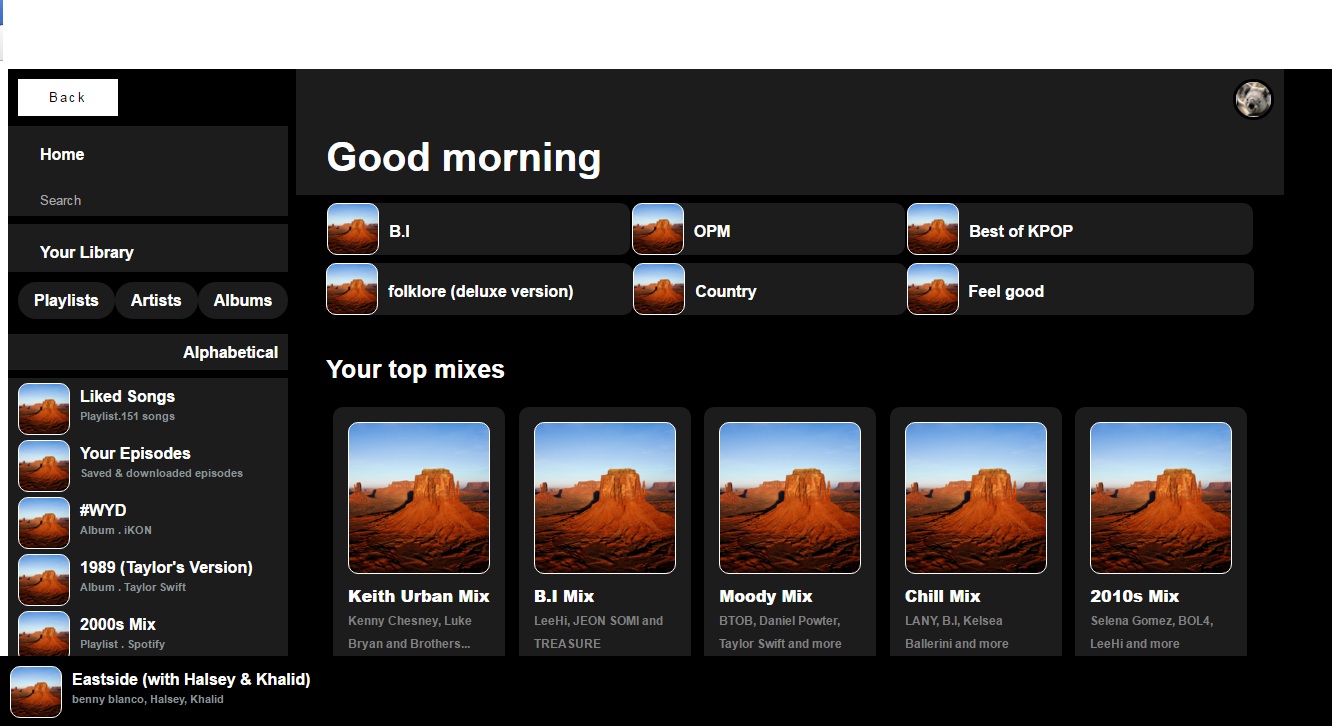 Back
Home
Search
Your Library
Playlists Artists Albums
Alphabetical
Liked Songs
Playlist.151 songs
Your Episodes
Saved & downloaded episodes
#WYD
Album . iKON
1989 (Taylor's Version)
Album . Taylor Swift
2000s Mix
Playlist . Spotify
Good morning
B.I
OPM
Best of KPOP
folklore (deluxe version)
Country
Feel good
Your top mixes
Keith Urban Mix
Kenny Chesney, Luke
Bryan and Brothers...
B.I Mix
LeeHi, JEON SOMI and
TREASURE
Moody Mix
BTOB, Daniel Powter,
Taylor Swift and more
Chill Mix
LANY, B.I, Kelsea
Ballerini and more
2010s Mix
Selena Gomez, BOL4,
LeeHi and more
Eastside (with Halsey & Khalid)
benny blanco, Halsey, Khalid